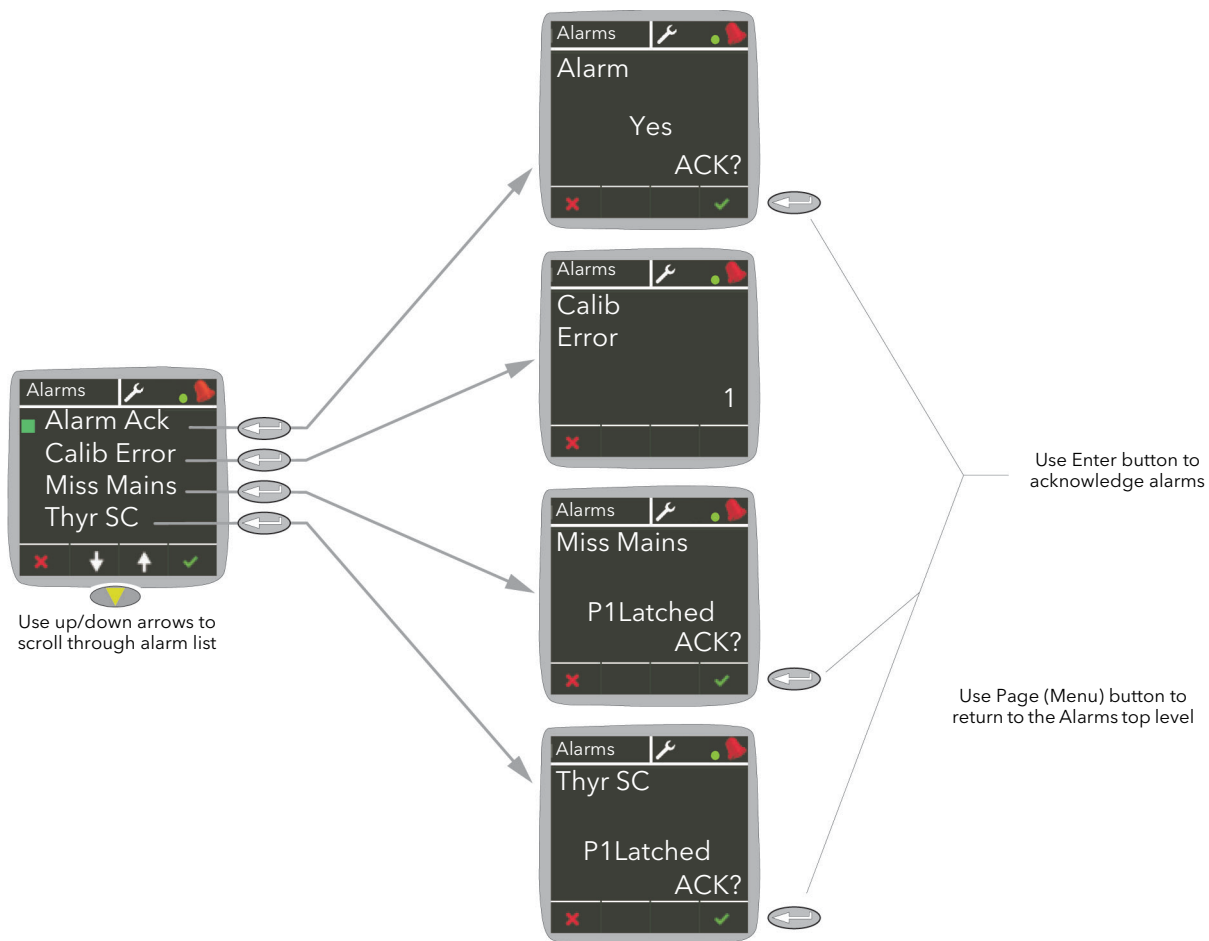 Alarms
Alarm
Yes
ACK?
Alarms
Calib
Error
1
Alarms
Alarm Ack
Calib Error
Miss Mains
Thyr SC
Use up/down arrows to
scroll through alarm list
Alarms
Miss Mains
P1Latched
ACK?
Alarms
Thyr SC
P1Latched
ACK?
Use Enter button to
acknowledge alarms
Use Page (Menu) button to
return to the Alarms top level